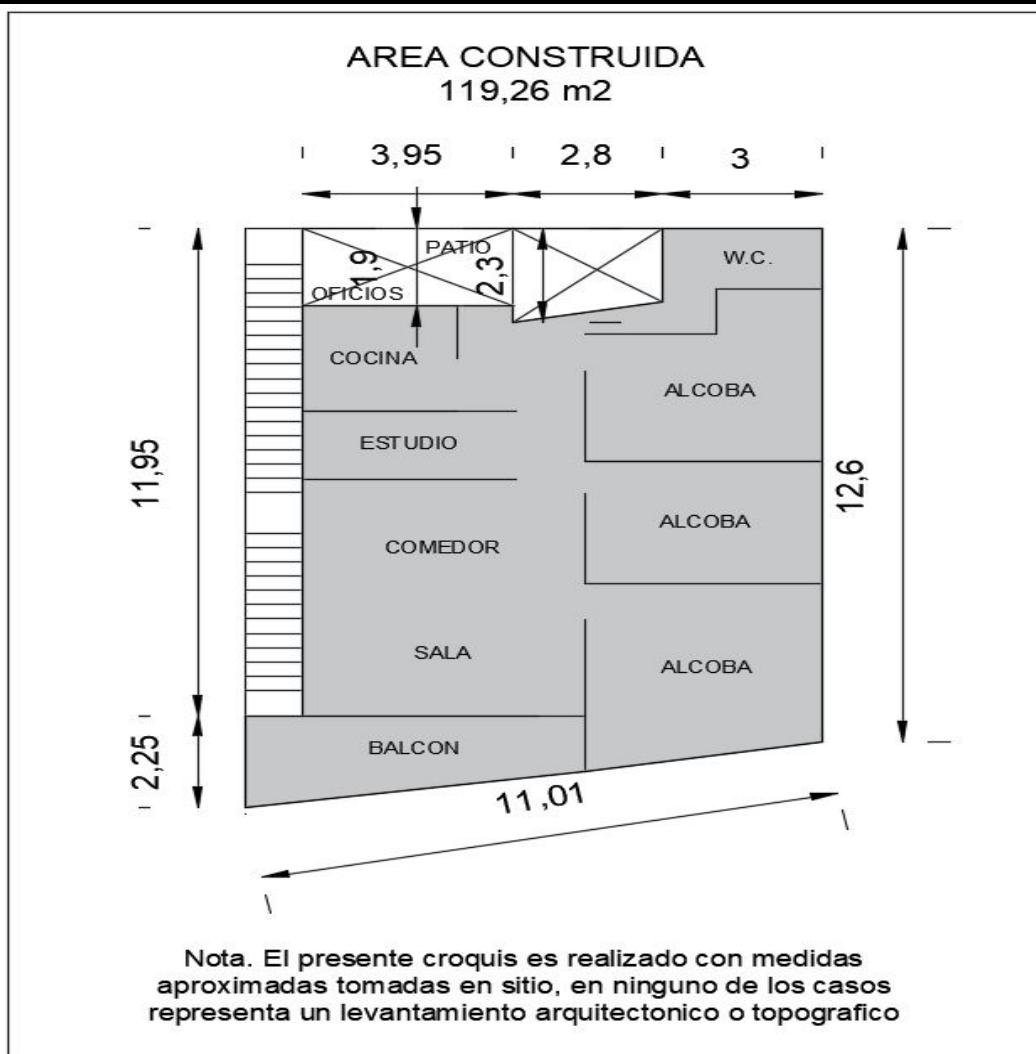 AREA CONSTRUIDA
119,26 m2
3,95
2,8
3
PATIO
1,9
2,3
W.C.
OFICIOS
COCINA
ALCOBA
ESTUDIO
11,95
12,6
ALCOBA
COMEDOR
SALA
ALCOBA
BALCON
2,25
11,01
Nota. El presente croquis es realizado con medidas
aproximadas tomadas en sitio, en ninguno de los casos
representa un levantamiento arquitectonico o topografico